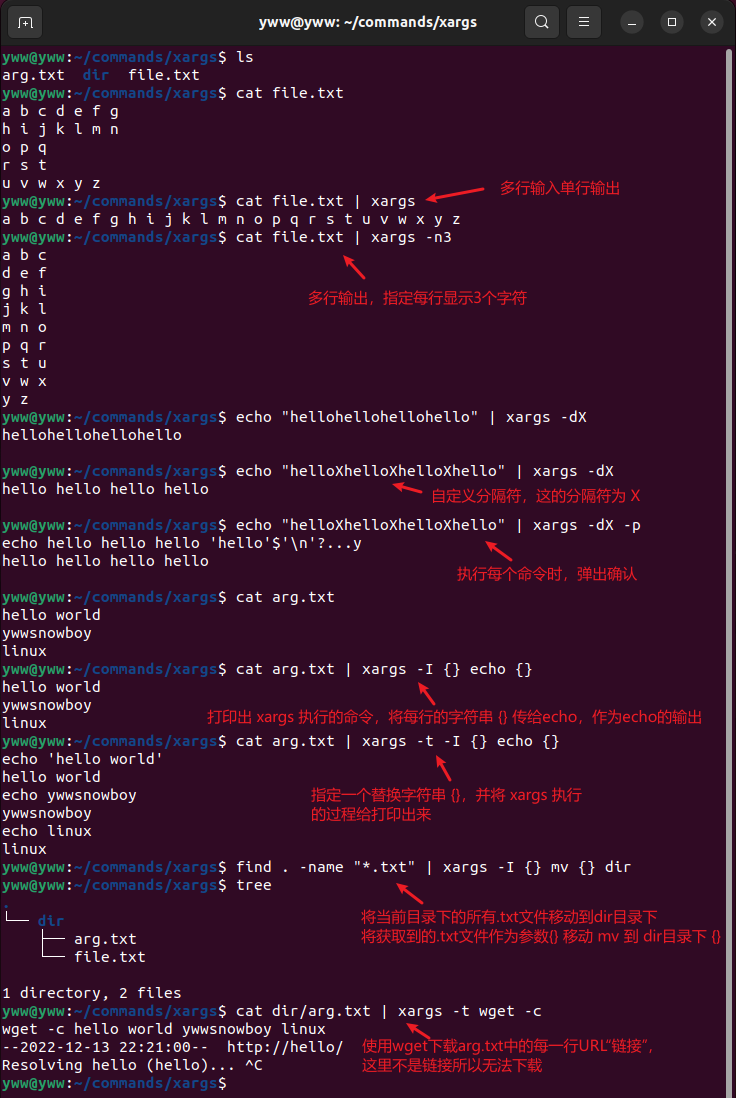 yww@yww: ~/commands/xargs
yww@yww:~/commands/xargs$ ls
arg.txt  dir  file.txt
yww@yww:~/commands/xargs$ cat file.txt
a b c d e f g
h i j k l m n
o p q
r s t
u v w x y z
yww@yww:~/commands/xargs$ cat file.txt | xargs
多行输入单行输出
a b c d e f g h i j k l m n o p q r s t u v w x y z
yww@yww:~/commands/xargs$ cat file.txt | xargs -n3
a b c
d e f
g h i
多行输出，指定每行显示3个字符
j k l
m n o
p q r
s t u
v w x
y z
yww@yww:~/commands/xargs$ echo "hellohellohellohello" | xargs -dX
hellohellohellohello
yww@yww:~/commands/xargs$ echo "helloXhelloXhelloXhello" | xargs -dX
hello hello hello hello
自定义分隔符，这的分隔符为 X
yww@yww:~/commands/xargs$ echo "helloXhelloXhelloXhello" | xargs -dX -p
echo hello hello hello 'hello'$'\n'?...y
hello hello hello hello
执行每个命令时，弹出确认
yww@yww:~/commands/xargs$ cat arg.txt
hello world
ywwsnowboy
linux
yww@yww:~/commands/xargs$ cat arg.txt | xargs -I {} echo {}
hello world
ywwsnowboy
linux
打印出 xargs 执行的命令，将每行的字符串 {} 传给echo，作为echo的输出
yww@yww:~/commands/xargs$ cat arg.txt | xargs -t -I {} echo {}
echo 'hello world'
hello world
echo ywwsnowboy
指定一个替换字符串 {}，并将 xargs 执行
ywwsnowboy
的过程给打印出来
echo linux
linux
yww@yww:~/commands/xargs$ find . -name "*.txt" | xargs -I {} mv {} dir
yww@yww:~/commands/xargs$ tree
.
└── dir
将当前目录下的所有.txt文件移动到dir目录下
├── arg.txt
将获取到的.txt文件作为参数{} 移动 mv 到 dir目录下 {}
└── file.txt
1 directory, 2 files
yww@yww:~/commands/xargs$ cat dir/arg.txt | xargs -t wget -c
wget -c hello world ywwsnowboy linux
--2022-12-13 22:21:00--  http://hello/
使用wget下载arg.txt中的每一行URL“链接”，
Resolving hello (hello)... ^C
这里不是链接所以无法下载
yww@yww:~/commands/xargs$